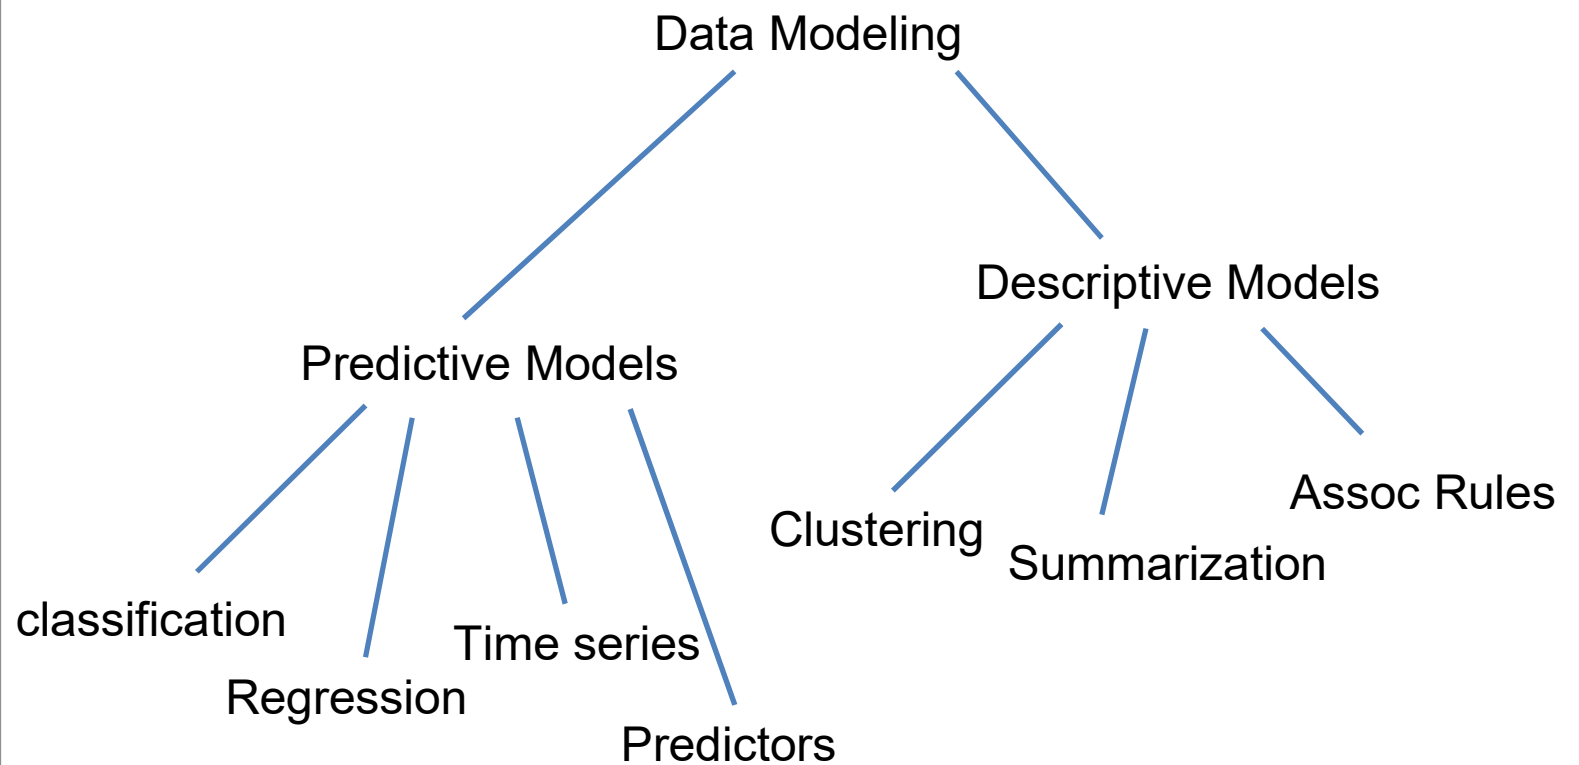 Data Modeling
Predictive Models
Descriptive Models
classification
Regression
Time series
Predictors
Clustering
Summarization
Assoc Rules